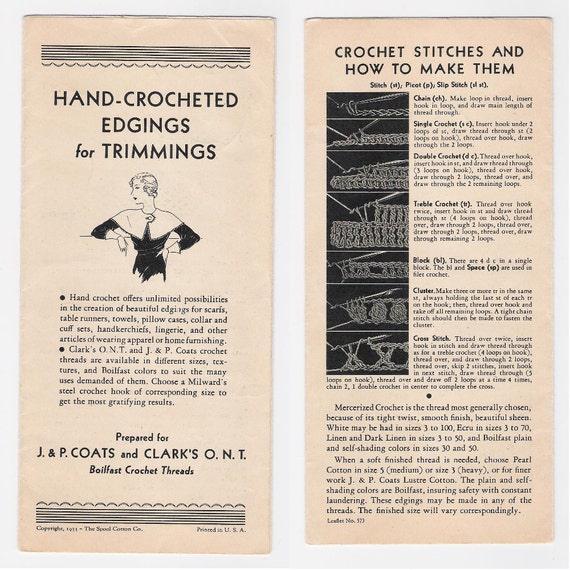 HAND-CROCHETED
EDGINGS
for TRIMMINGS
● Hand crochet offers unlimited possibilities
in the creation of beautiful edgings for scarfs,
table runners, towels, pillow cases, collar and
cuff sets, handkerchiefs, lingerie, and other
articles of wearing apparel or home furnishing.
● Clark's O.N.T. and J. & P. Coats crochet
threads are available in different sizes, tex-
tures, and Boilfast colors to suit the many
uses demanded of them. Choose a Milward's
steel crochet hook of corresponding size to
get the most gratifying results.
Prepared for
J. & P. COATS and CLARK'S O. N. T.
Boilfast Crochet Threads
Copyright, 1933 – The Spool Cotton Co.
Printed in U. S. A.
CROCHET STITCHES AND
HOW TO MAKE THEM
Stitch (st); Picot (p); Slip Stitch (sl st).
Chain (ch). Make loop in thread, insert
hook in loop, and draw main length of
thread through.
Single Crochet (s c). Insert hook under 2
loops of st, draw thread through st (2
loops on hook), thread over hook, draw
through the 2 loops.
Double Crochet (d c). Thread over hook,
insert hook in st, and draw thread through
(3 loops on hook), thread over hook,
draw through 2 loops, thread over, and
draw through the 2 remaining loops.
Treble Crochet (tr). Thread over hook
twice, insert hook in st and draw thread
through st (4 loops on hook), thread
over, draw through 2 loops, thread over,
draw through 2 loops, thread over, draw
through remaining 2 loops.
Block (bl). There are 4 d c in a single
block. The bl and Space (sp) are used in
filet crochet.
Cluster. Make three or more tr in the same
st, always holding the last st of each tr
on the hook; then, thread over hook and
take off all remaining loops. A tight chain
stitch should then be made to fasten the
cluster.
Cross Stitch. Thread over twice, insert
hook in stitch and draw thread through
as for a treble crochet (4 loops on hook),
thread over, and draw through 2 loops,
thread over, skip 2 stitches, insert hook
in next stitch, draw thread through (5
loops on hook), thread over and draw off 2 loops at a time 4 times,
chain 2, 1 double crochet in center, to complete the cross.
●
Mercerized Crochet is the thread most generally chosen,
because of its tight twist, smooth finish, beautiful sheen.
White may be had in sizes 3 to 100, Ecru in sizes 3 to 70,
Linen and Dark Linen in sizes 3 to 50, and Boilfast plain
and self-shading colors in sizes 30 and 50.
When a soft finished thread is needed, choose Pearl
Cotton in size 5 (medium) or size 3 (heavy), or for finer
work J. & P. Coats Lustre Cotton. The plain and self-
shading colors are Boilfast, insuring safety with constant
laundering. These edgings may be made in any of the
threads. The finished size will vary correspondingly.
Leaflet No. 573